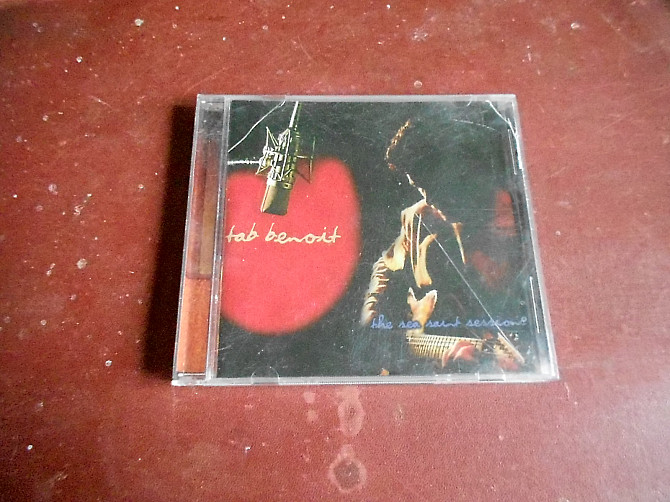 tab benoit
the sea saint sessions